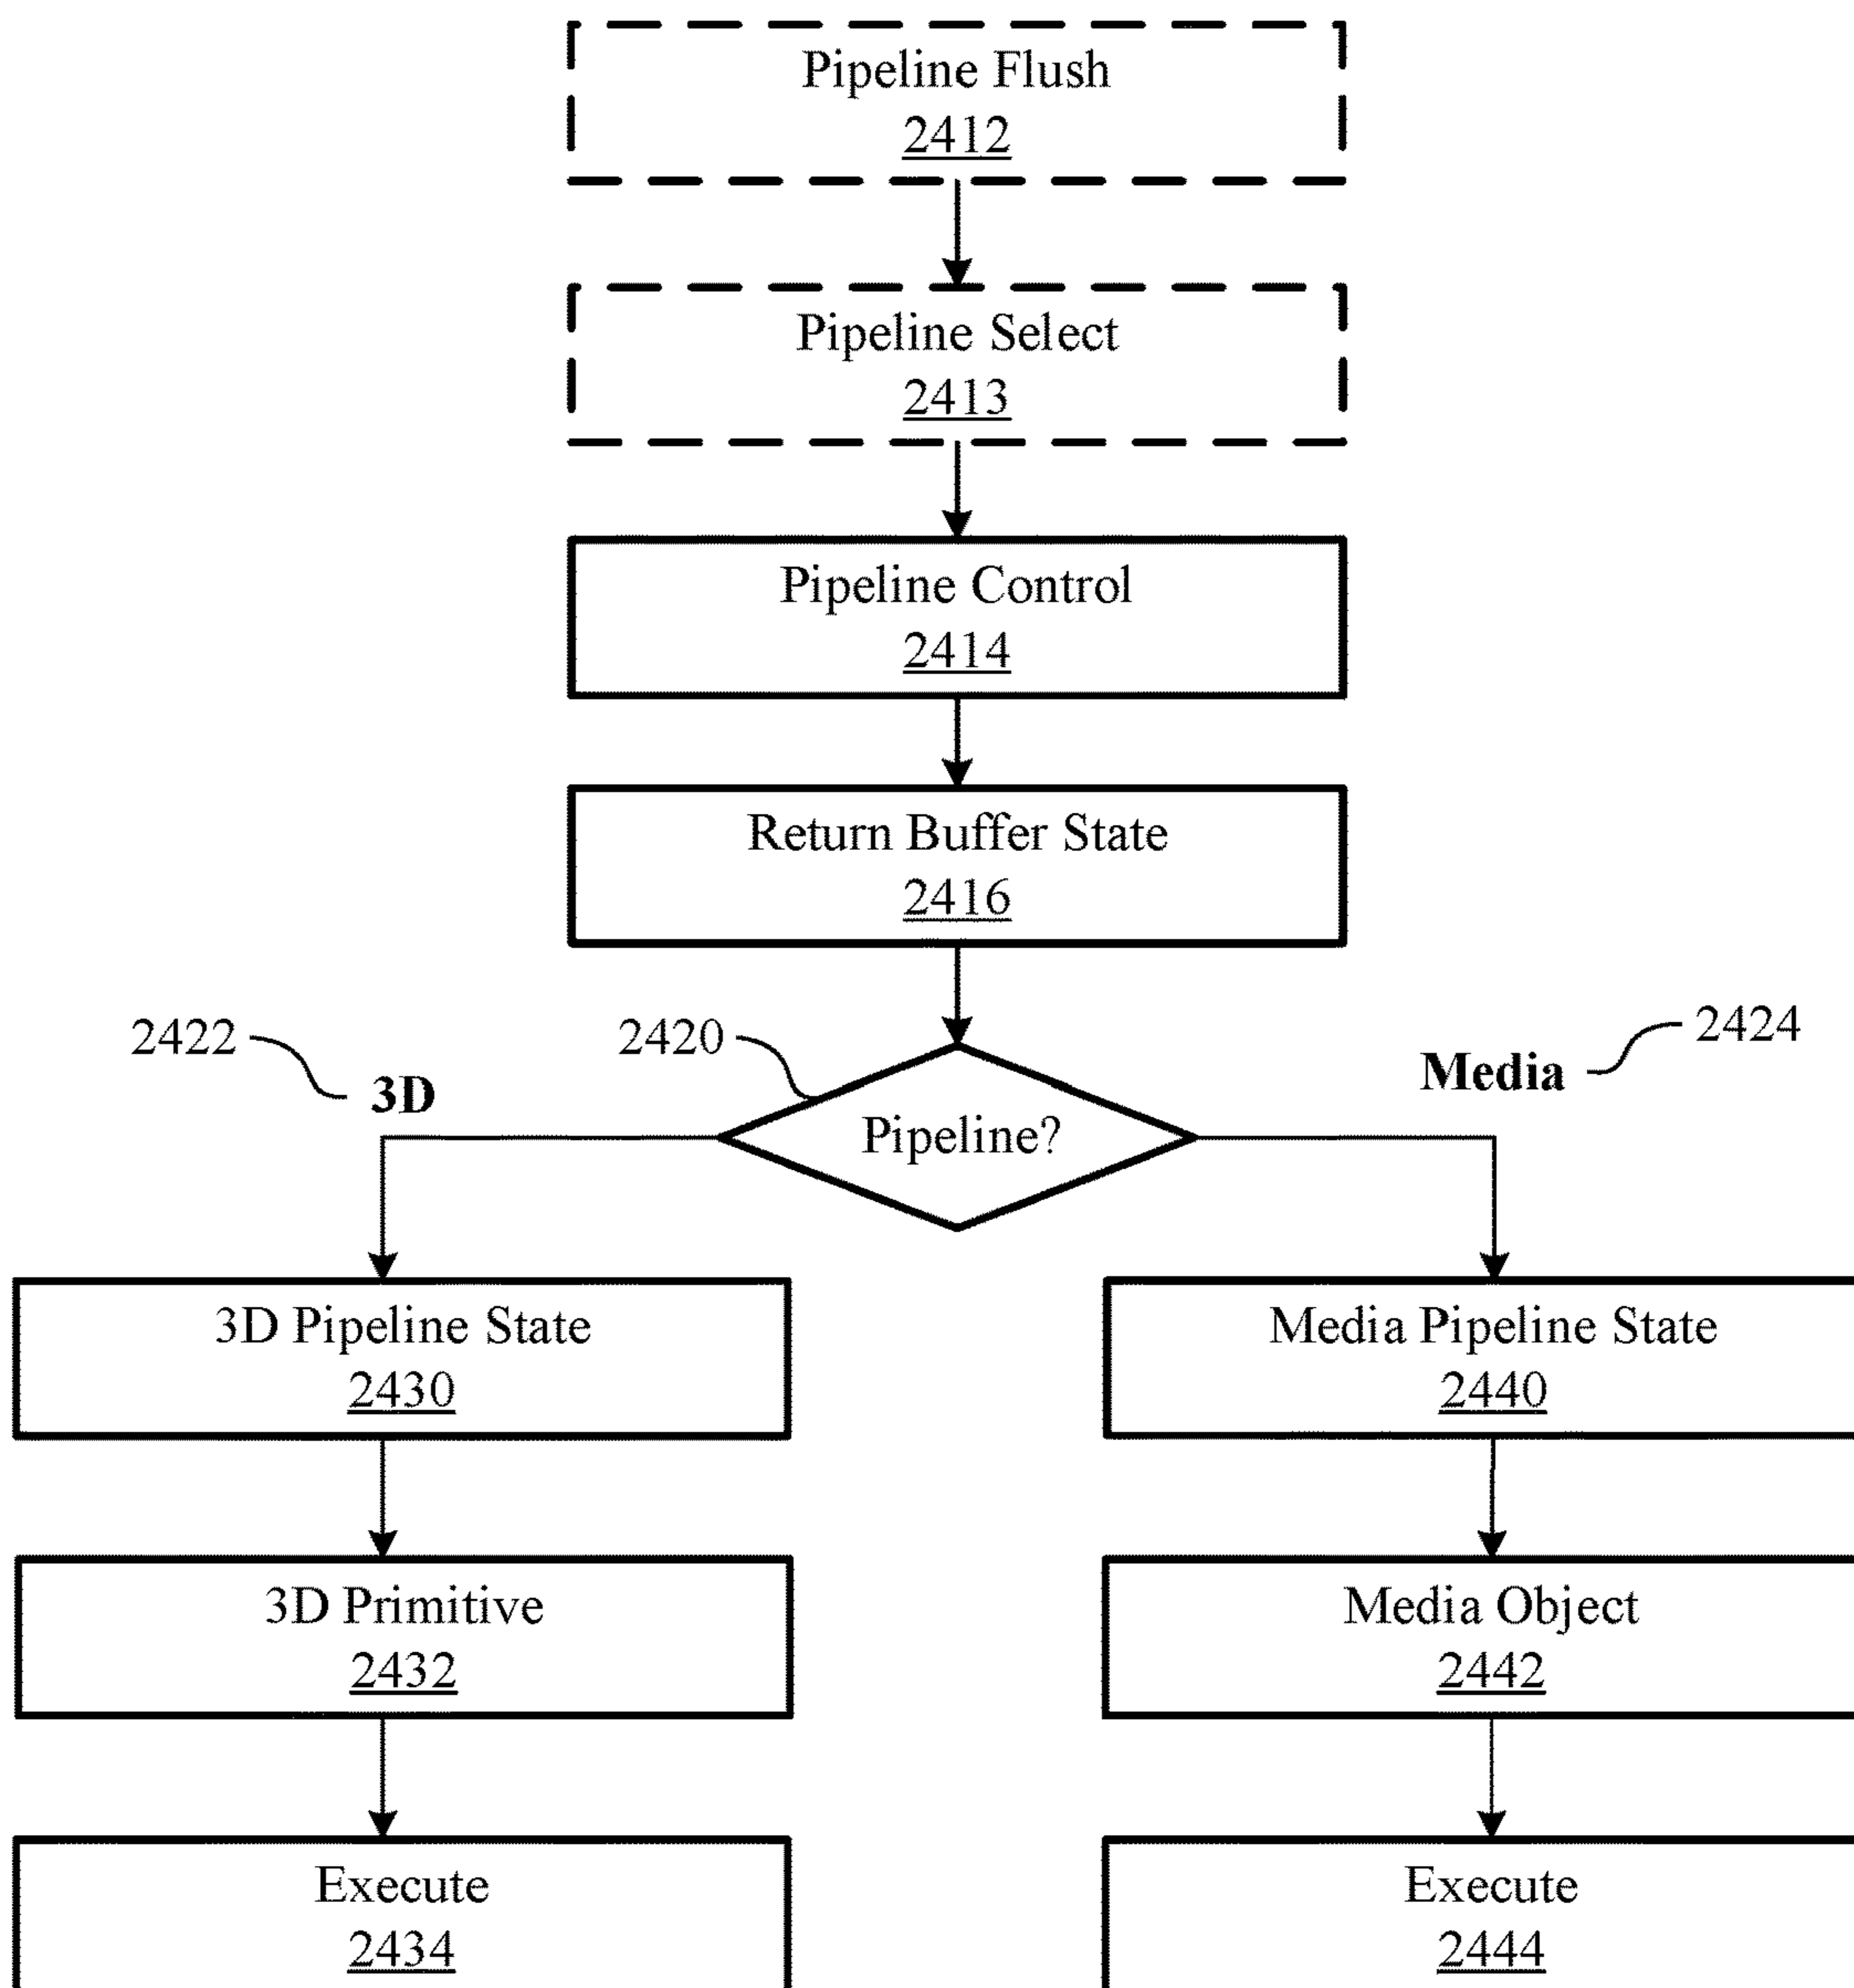 Pipeline Flush
2412
Pipeline Select
2413
Pipeline Control
2414
Return Buffer State
2416
2422
2420
2424
3D
Media
Pipeline?
3D Pipeline State
2430
Media Pipeline State
2440
3D Primitive
2432
Media Object
2442
Execute
2434
Execute
2444